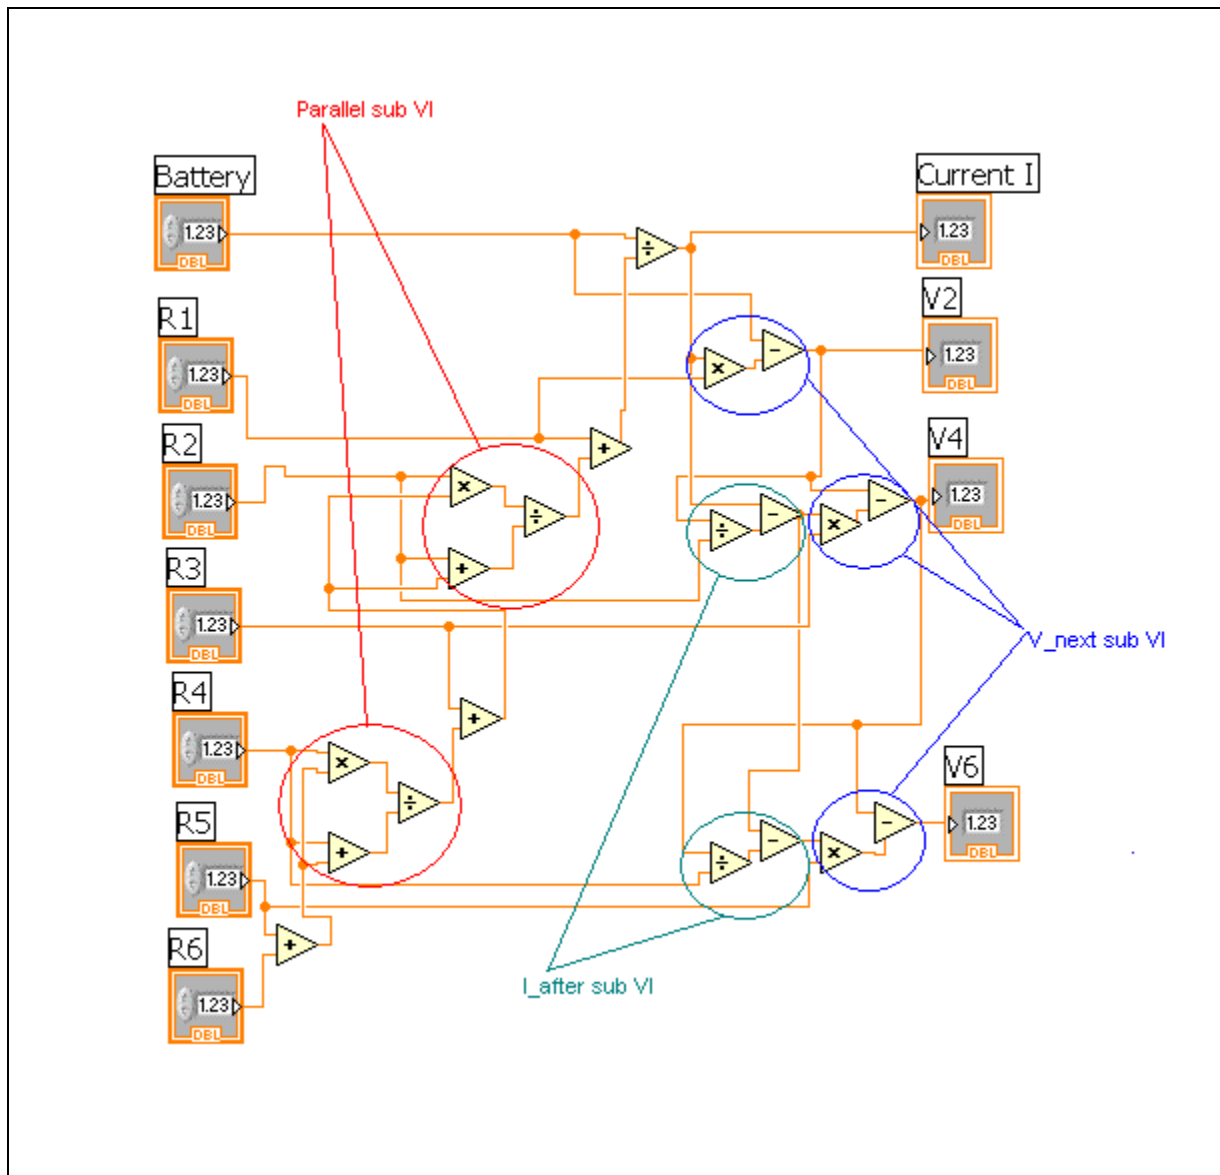 Parallel sub VI
Battery
1.23
DBL
Current I
1.23
DBL
÷
R1
1.23
DBL
V2
1.23
DBL
×
−
R2
1.23
DBL
V4
1.23
DBL
+
×
÷
+
÷
−
×
−
R3
1.23
DBL
V_next sub VI
R4
1.23
DBL
+
×
÷
+
V6
1.23
DBL
÷
−
×
−
R5
1.23
DBL
R6
1.23
DBL
+
I_after sub VI